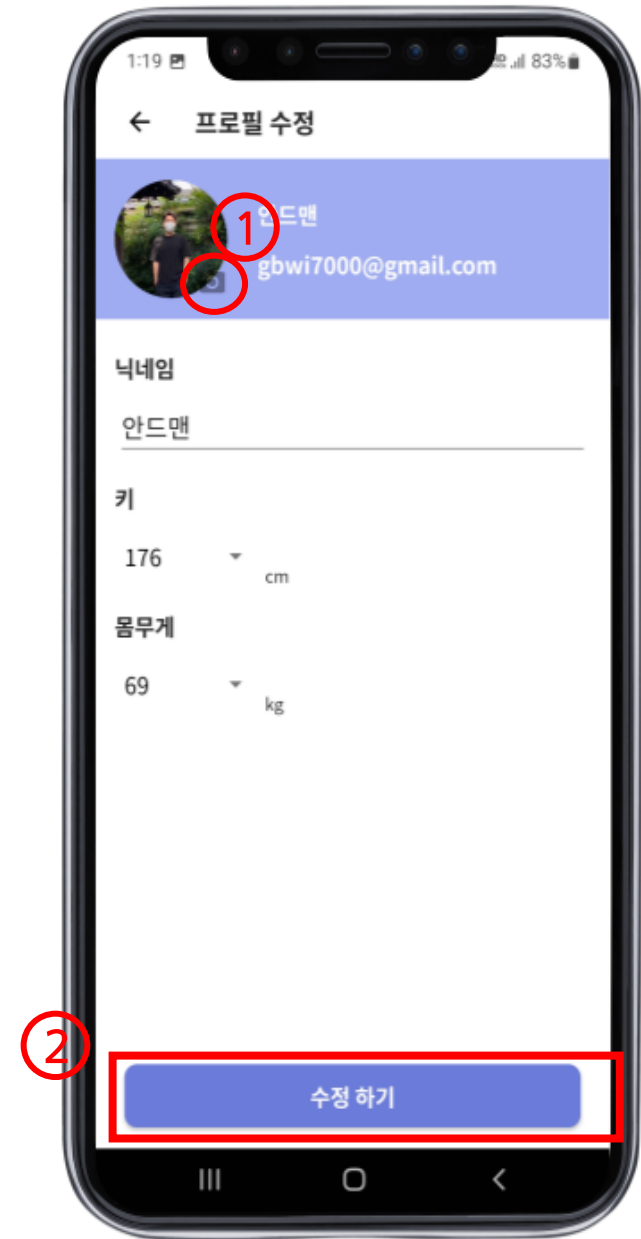 1:19 83%
프로필 수정
1
안드맨
gbwi7000@gmail.com
닉네임
안드맨
키
176
cm
몸무게
69
kg
2
수정 하기